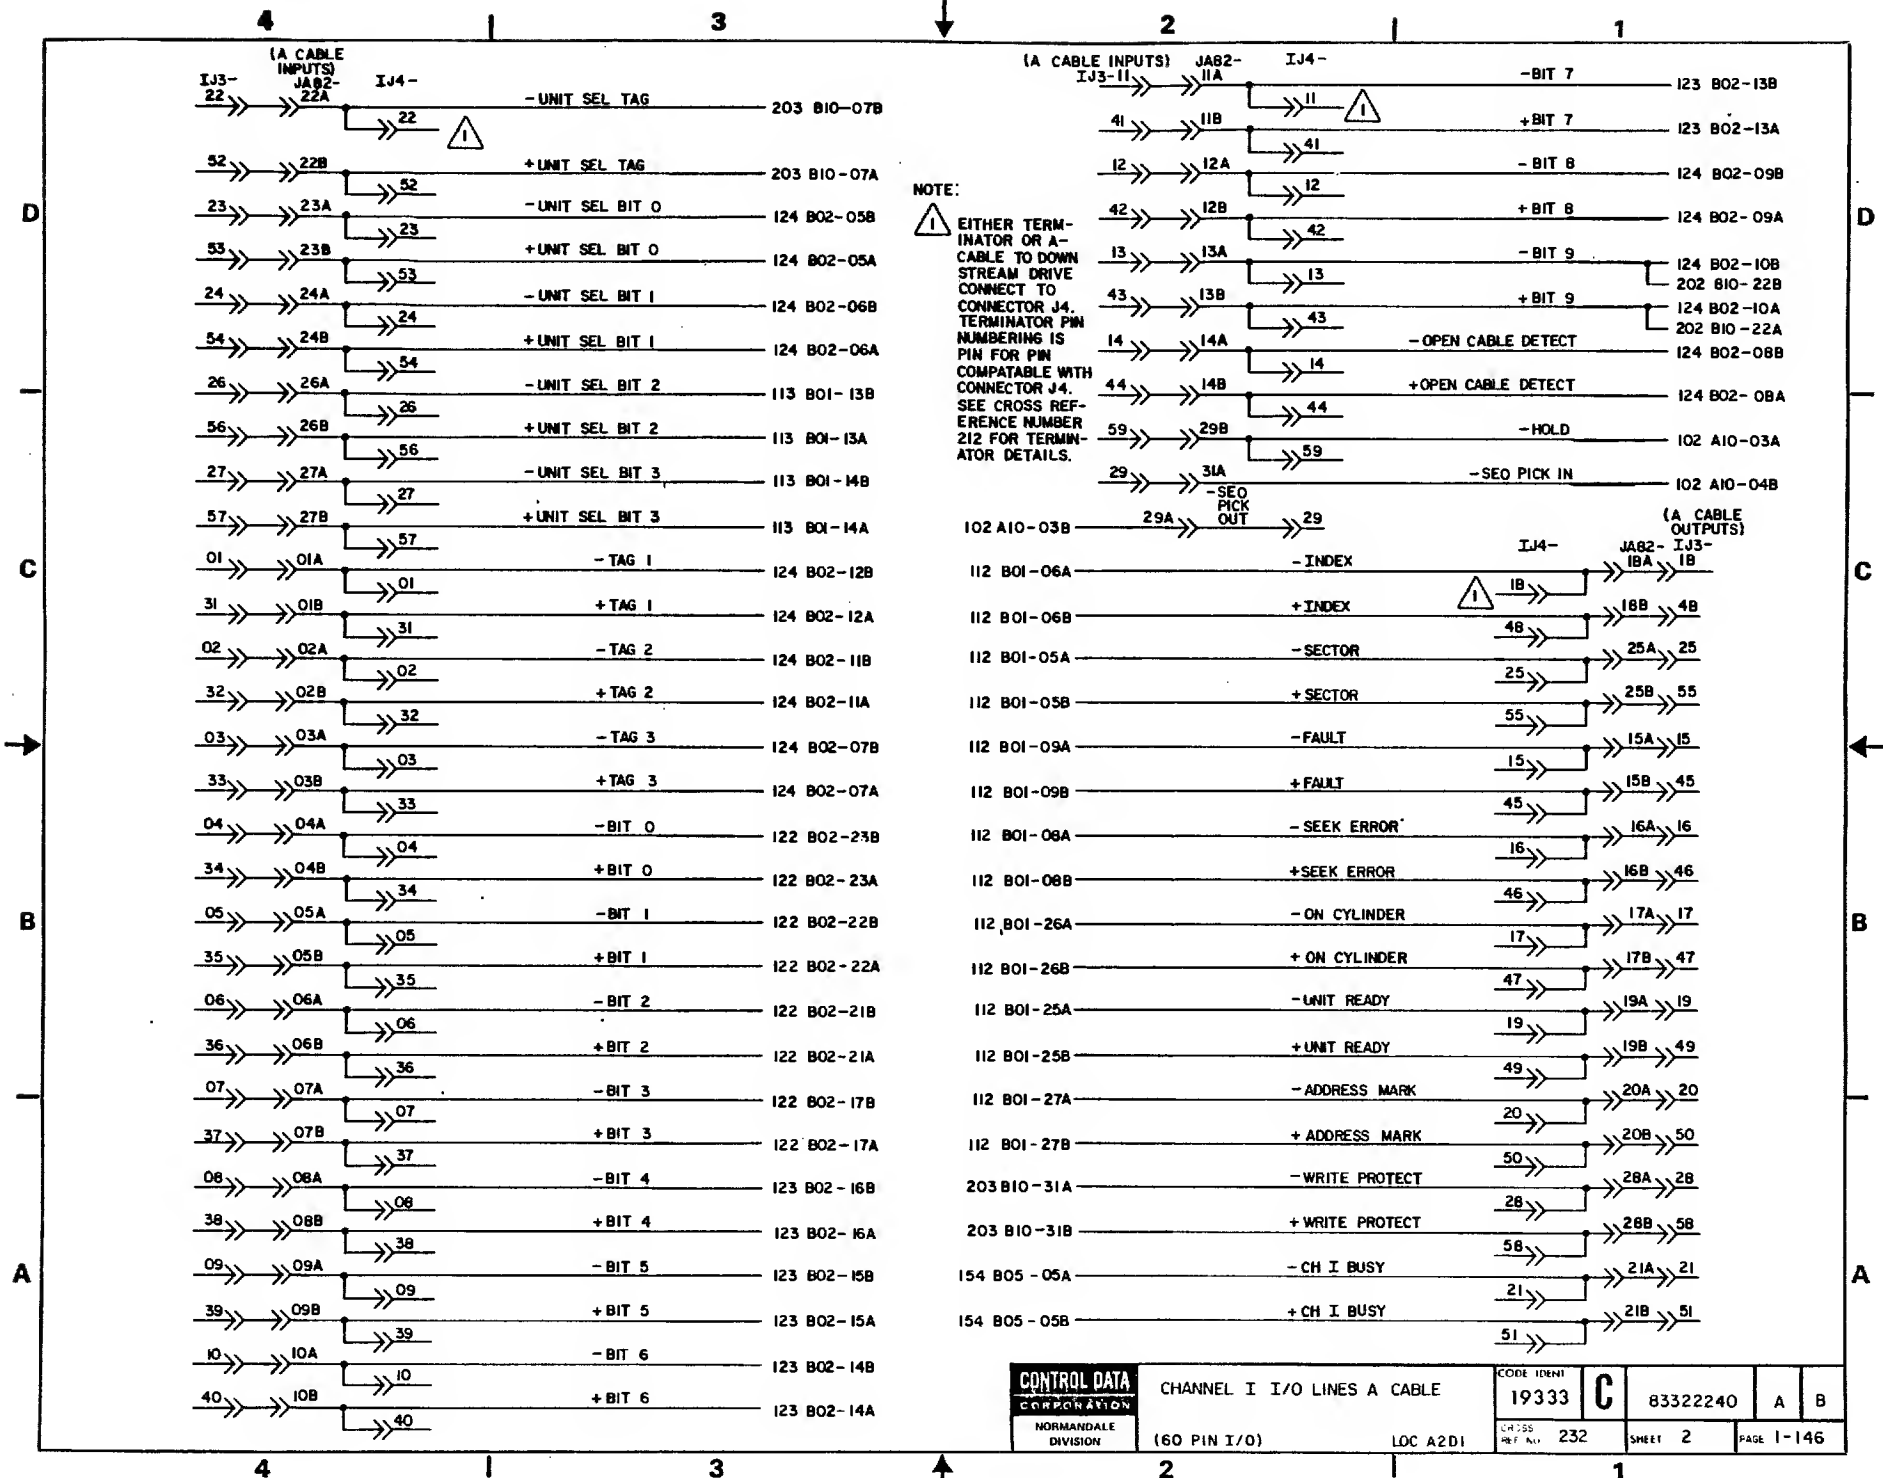 4 3 2 1
(A CABLE
INPUTS)
IJ3- JA82- IJ4-
22 22A -UNIT SEL TAG 203 B10-07B
22 1
52 22B +UNIT SEL TAG 203 B10-07A
52
23 23A -UNIT SEL BIT 0 124 B02-05B
23
53 23B +UNIT SEL BIT 0 124 B02-05A
53
24 24A -UNIT SEL BIT 1 124 B02-06B
24
54 24B +UNIT SEL BIT 1 124 B02-06A
54
26 26A -UNIT SEL BIT 2 113 B01-13B
26
56 26B +UNIT SEL BIT 2 113 B01-13A
56
27 27A -UNIT SEL BIT 3 113 B01-14B
27
57 27B +UNIT SEL BIT 3 113 B01-14A
57
01 01A -TAG 1 124 B02-12B
01
31 01B +TAG 1 124 B02-12A
31
02 02A -TAG 2 124 B02-11B
02
32 02B +TAG 2 124 B02-11A
32
03 03A -TAG 3 124 B02-07B
03
33 03B +TAG 3 124 B02-07A
33
04 04A -BIT 0 122 B02-23B
04
34 04B +BIT 0 122 B02-23A
34
05 05A -BIT 1 122 B02-22B
05
35 05B +BIT 1 122 B02-22A
35
06 06A -BIT 2 122 B02-21B
06
36 06B +BIT 2 122 B02-21A
36
07 07A -BIT 3 122 B02-17B
07
37 07B +BIT 3 122 B02-17A
37
08 08A -BIT 4 123 B02-16B
08
38 08B +BIT 4 123 B02-16A
38
09 09A -BIT 5 123 B02-15B
09
39 09B +BIT 5 123 B02-15A
39
10 10A -BIT 6 123 B02-14B
10
40 10B +BIT 6 123 B02-14A
40
NOTE:
1 EITHER TERM-
INATOR OR A-
CABLE TO DOWN
STREAM DRIVE
CONNECT TO
CONNECTOR J4.
TERMINATOR PIN
NUMBERING IS
PIN FOR PIN
COMPATABLE WITH
CONNECTOR J4.
SEE CROSS REF-
ERENCE NUMBER
212 FOR TERMIN-
ATOR DETAILS.
(A CABLE INPUTS) JA82- IJ4-
IJ3-11 11A -BIT 7 123 B02-13B
11 1
41 11B +BIT 7 123 B02-13A
41
12 12A -BIT 8 124 B02-09B
12
42 12B +BIT 8 124 B02-09A
42
13 13A -BIT 9 124 B02-10B
13 202 B10-22B
43 13B +BIT 9 124 B02-10A
43 202 B10-22A
14 14A -OPEN CABLE DETECT 124 B02-08B
14
44 14B +OPEN CABLE DETECT 124 B02-08A
44
59 29B -HOLD 102 A10-03A
59
29 31A -SEQ PICK IN 102 A10-04B
-SEQ
PICK
OUT
102 A10-03B 29A 29
(A CABLE
OUTPUTS)
IJ4- JA82- IJ3-
112 B01-06A -INDEX 18A 18
1 18
112 B01-06B +INDEX 18B 48
48
112 B01-05A -SECTOR 25A 25
25
112 B01-05B +SECTOR 25B 55
55
112 B01-09A -FAULT 15A 15
15
112 B01-09B +FAULT 15B 45
45
112 B01-08A -SEEK ERROR 16A 16
16
112 B01-08B +SEEK ERROR 16B 46
46
112 B01-26A -ON CYLINDER 17A 17
17
112 B01-26B +ON CYLINDER 17B 47
47
112 B01-25A -UNIT READY 19A 19
19
112 B01-25B +UNIT READY 19B 49
49
112 B01-27A -ADDRESS MARK 20A 20
20
112 B01-27B +ADDRESS MARK 20B 50
50
203 B10-31A -WRITE PROTECT 28A 28
28
203 B10-31B +WRITE PROTECT 28B 58
58
154 B05-05A -CH I BUSY 21A 21
21
154 B05-05B +CH I BUSY 21B 51
51
D D
C C
B B
A A
CONTROL DATA
CORPORATION
NORMANDALE
DIVISION
CHANNEL I I/O LINES A CABLE
(60 PIN I/O) LOC A2D1
CODE IDENT
19333 C 83322240 A B
CROSS
REF NO 232 SHEET 2 PAGE 1-146
4 3 2 1